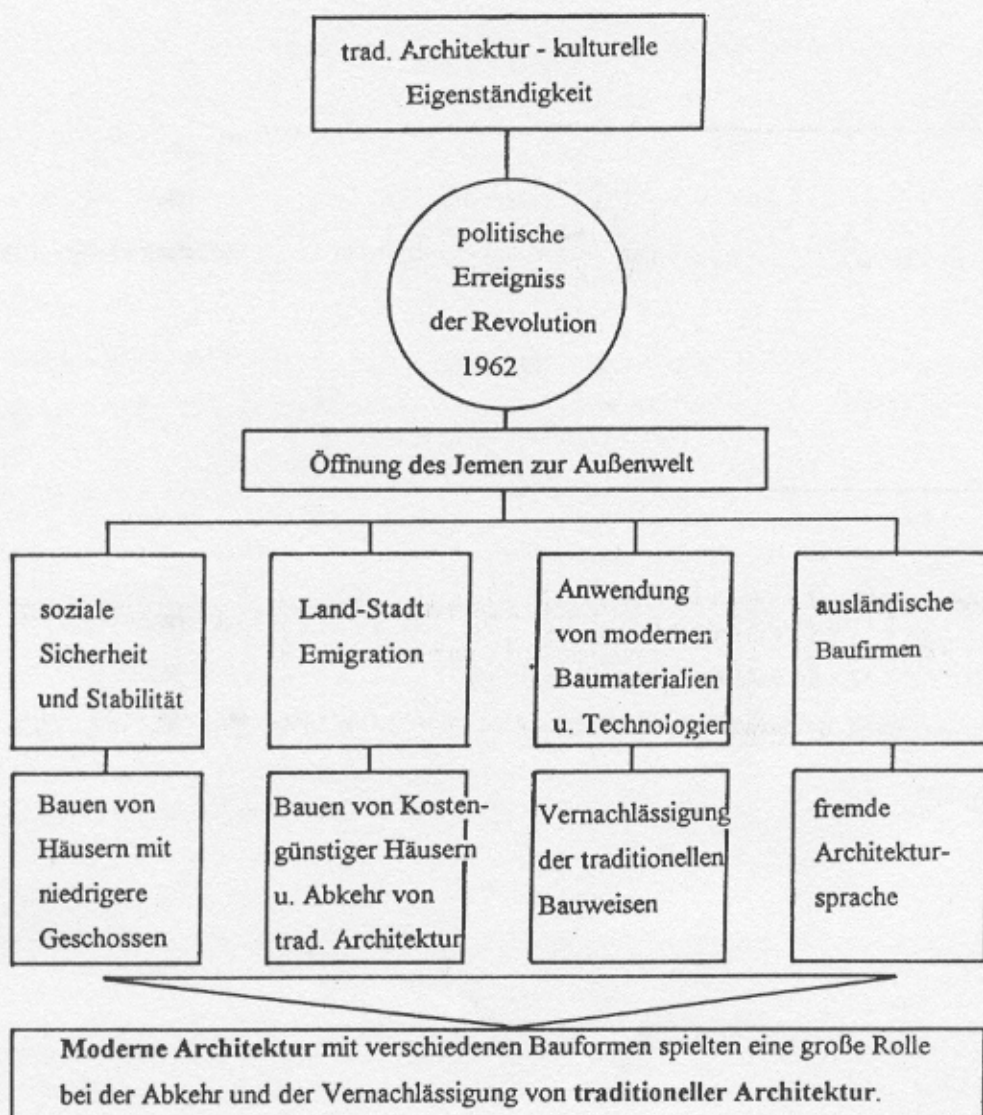 trad. Architektur - kulturelle
Eigenständigkeit
politische
Erreigniss
der Revolution
1962
Öffnung des Jemen zur Außenwelt
soziale
Sicherheit
und Stabilität
Land-Stadt
Emigration
Anwendung
von modernen
Baumaterialien
u. Technologien
ausländische
Baufirmen
Bauen von
Häusern mit
niedrigere
Geschossen
Bauen von Kosten-
günstiger Häusern
u. Abkehr von
trad. Architektur
Vernachlässigung
der traditionellen
Bauweisen
fremde
Architektur-
sprache
Moderne Architektur mit verschiedenen Bauformen spielten eine große Rolle
bei der Abkehr und der Vernachlässigung von traditioneller Architektur.